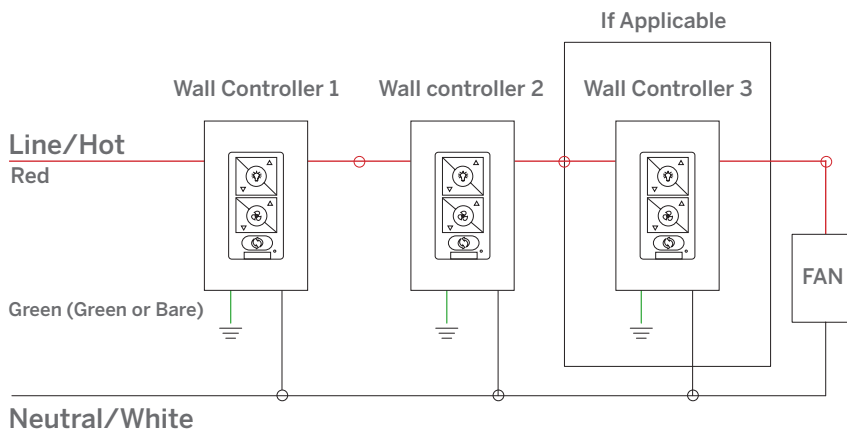 If Applicable
Wall Controller 1
Wall controller 2
Wall Controller 3
Line/Hot
Red
FAN
Green (Green or Bare)
Neutral/White